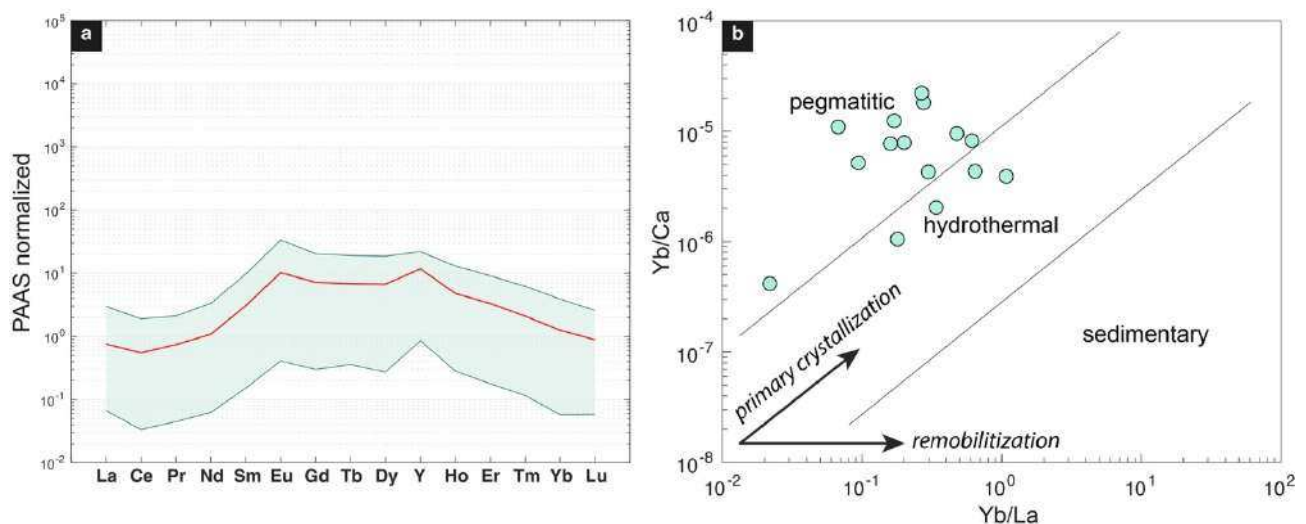 a
PAAS normalized
10^5
10^4
10^3
10^2
10^1
10^0
10^-1
10^-2
La Ce Pr Nd Sm Eu Gd Tb Dy Y Ho Er Tm Yb Lu
b
Yb/Ca
10^-4
10^-5
10^-6
10^-7
10^-8
pegmatitic
hydrothermal
sedimentary
primary crystallization
remobilitization
10^-2 10^-1 10^0 10^1 10^2
Yb/La